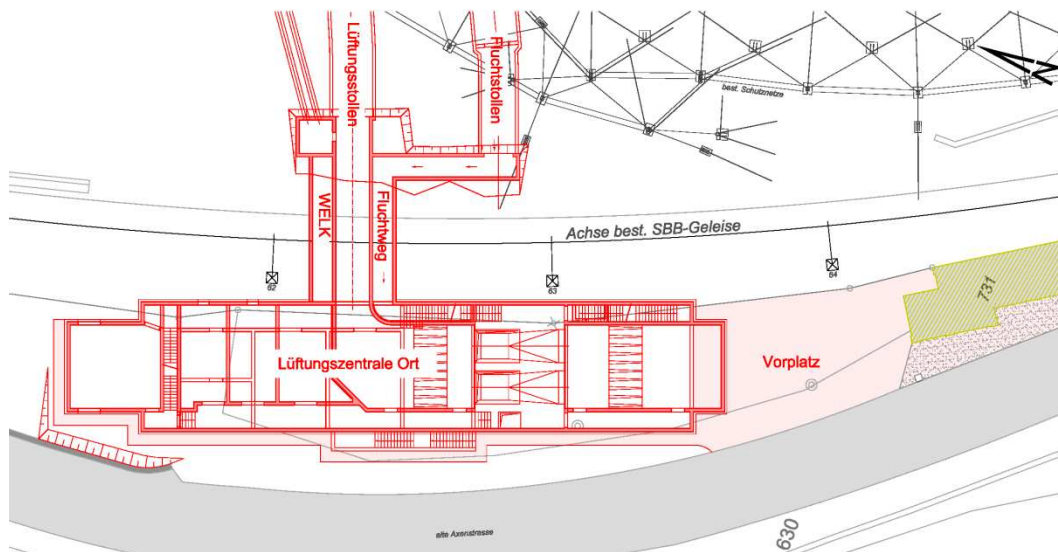 Lüftungsstollen
Fluchtstollen
best. Schutznetze
WELK
Fluchtweg
Achse best. SBB-Geleise
62
63
64
731
Lüftungszentrale Ort
Vorplatz
alte Axenstrasse
630